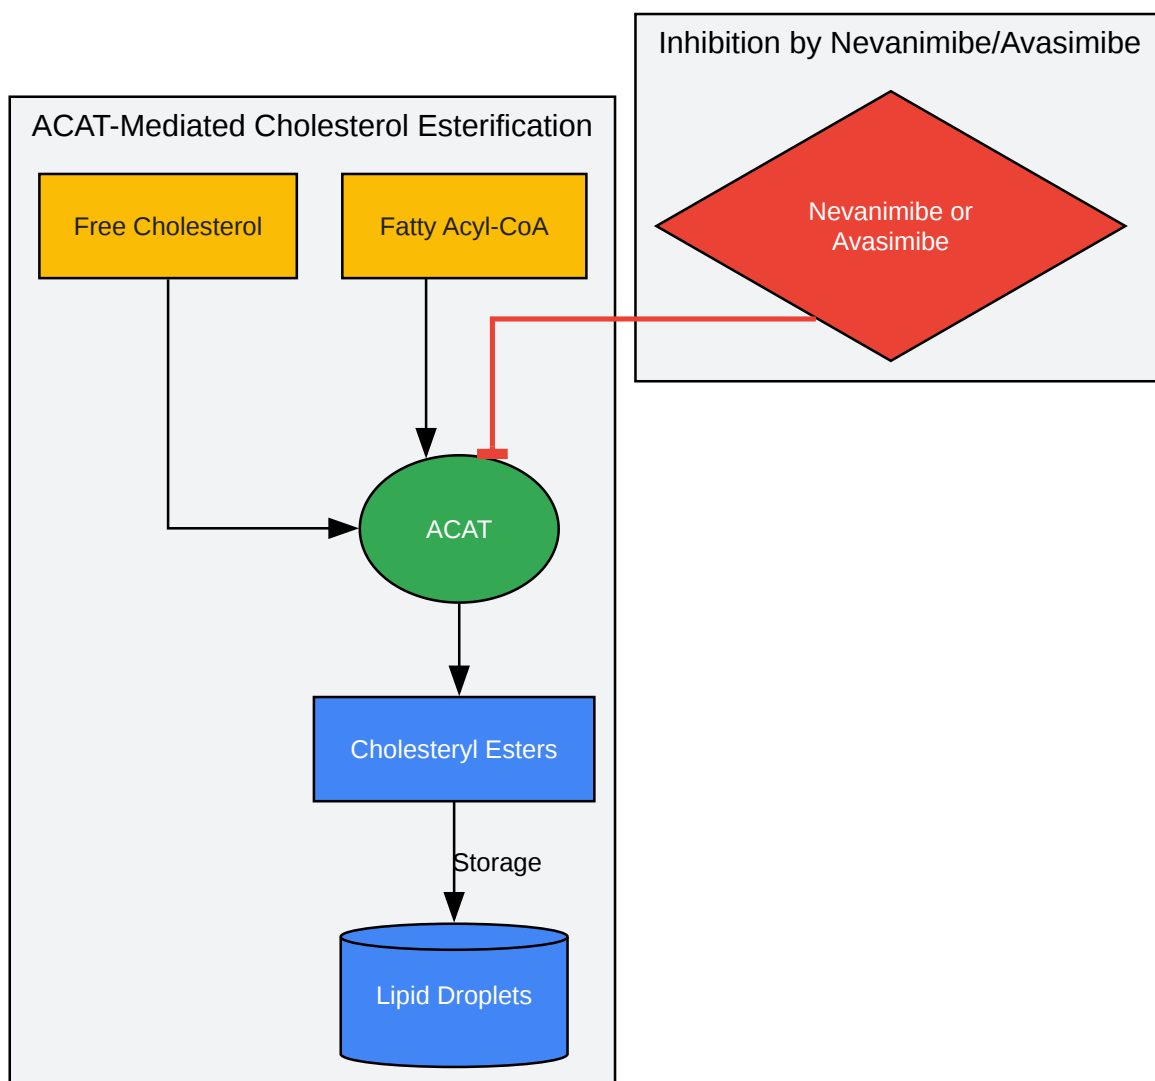 Inhibition by Nevanimibe/Avasimibe
ACAT-Mediated Cholesterol Esterification
Free Cholesterol
Fatty Acyl-CoA
Nevanimibe or
Avasimibe
ACAT
Cholesteryl Esters
Storage
Lipid Droplets